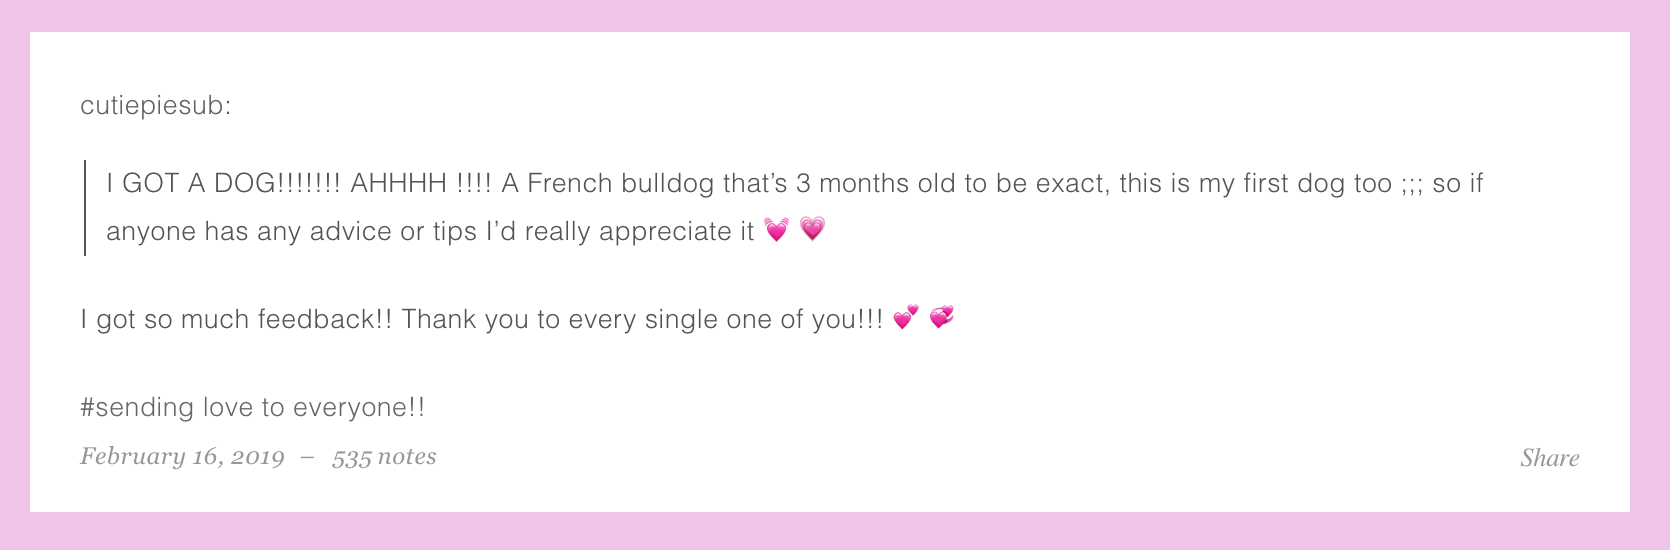 cutiepiesub:
I GOT A DOG!!!!!!! AHHHH !!!! A French bulldog that’s 3 months old to be exact, this is my first dog too ;;; so if
anyone has any advice or tips I’d really appreciate it 💓 💗
I got so much feedback!! Thank you to every single one of you!!! 💕 💞
#sending love to everyone!!
February 16, 2019 – 535 notes
Share